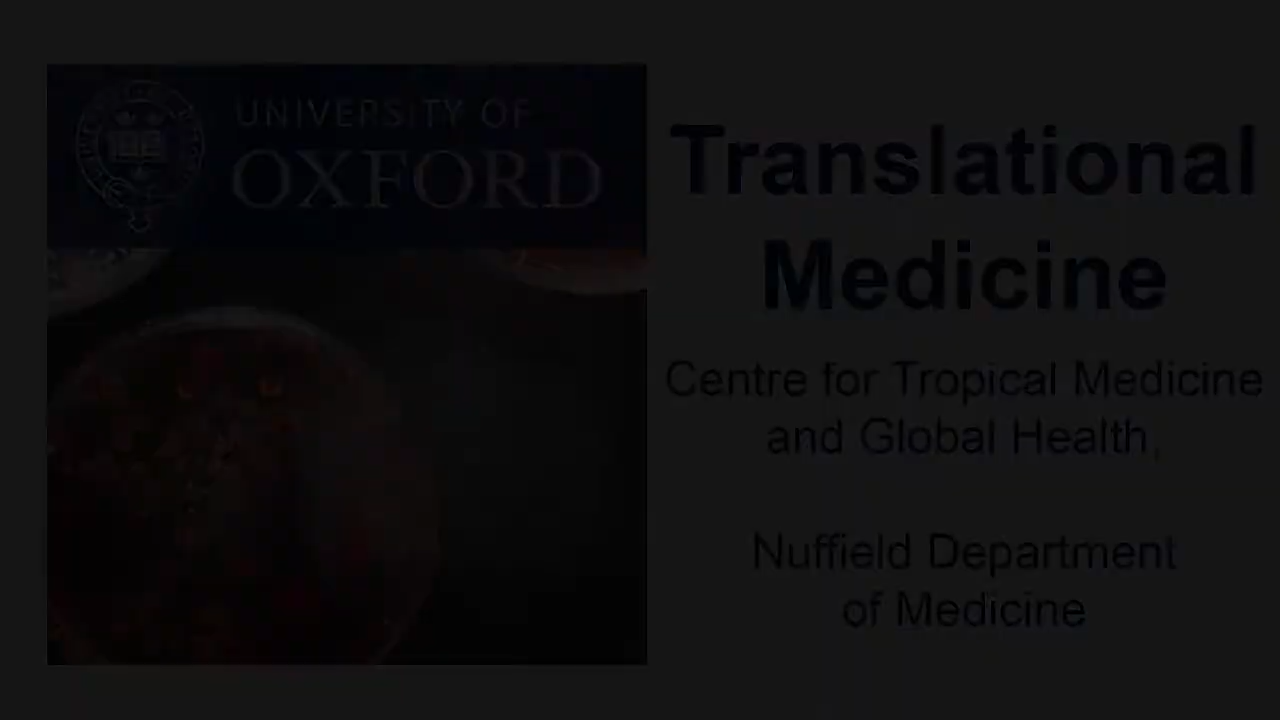 UNIVERSITY OF
OXFORD
Translational
Medicine
Centre for Tropical Medicine
and Global Health,
Nuffield Department
of Medicine